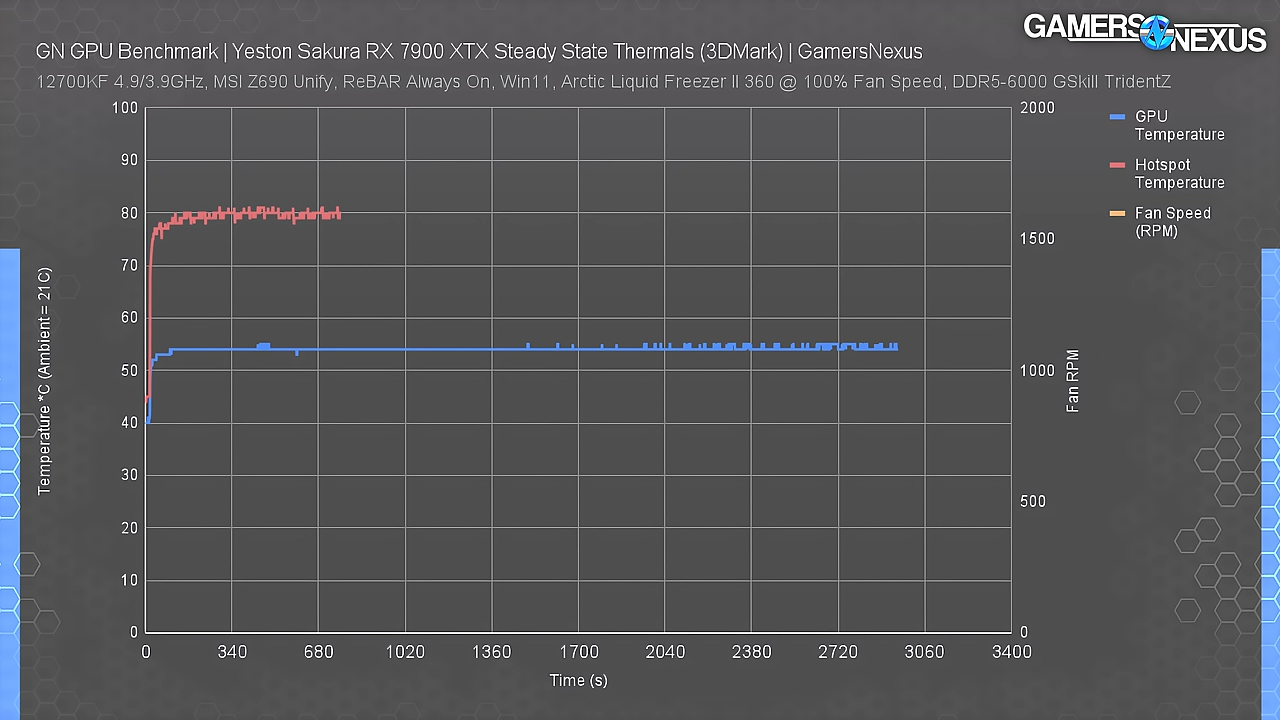 GAMERS NEXUS
GN GPU Benchmark | Yeston Sakura RX 7900 XTX Steady State Thermals (3DMark) | GamersNexus
12700KF 4.9/3.9GHz, MSI Z690 Unify, ReBAR Always On, Win11, Arctic Liquid Freezer II 360 @ 100% Fan Speed, DDR5-6000 GSkill TridentZ
Temperature *C (Ambient = 21C)
100
90
80
70
60
50
40
30
20
10
0
0 340 680 1020 1360 1700 2040 2380 2720 3060 3400
Time (s)
2000
1500
1000
500
0
Fan RPM
GPU
Temperature
Hotspot
Temperature
Fan Speed
(RPM)